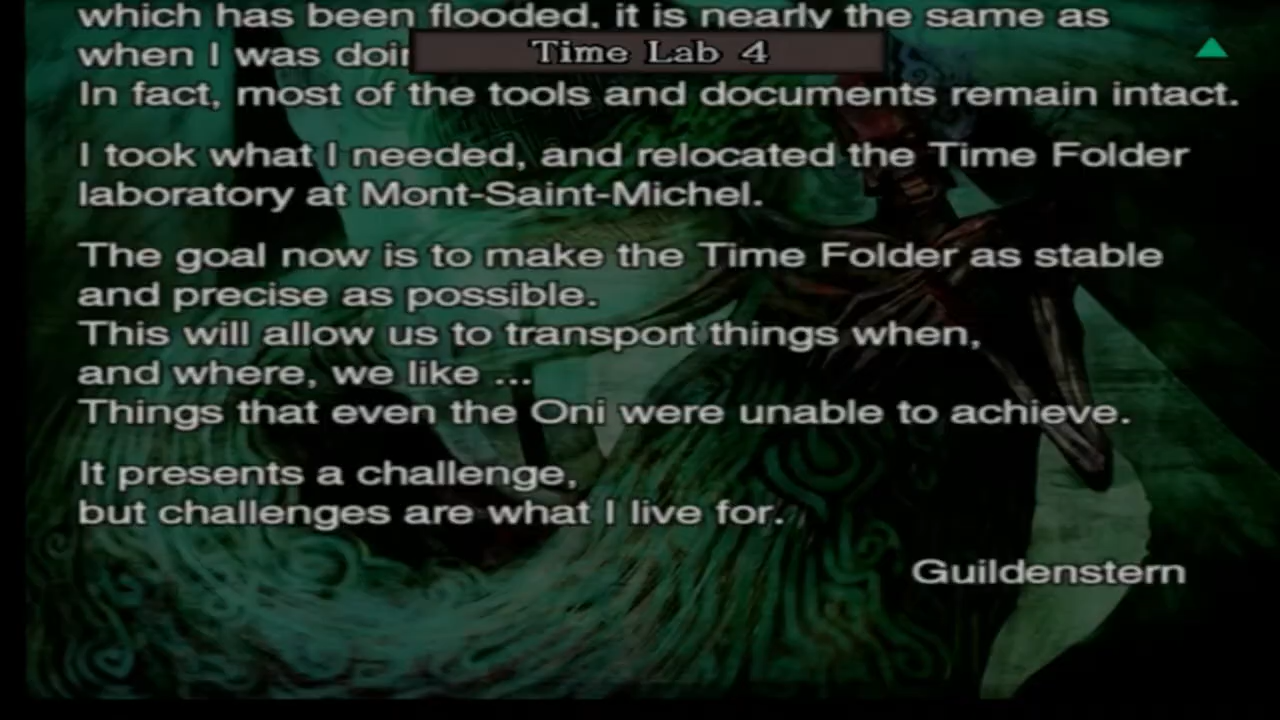 which has been flooded, it is nearly the same as
Time Lab 4
when I was
In fact, most of the tools and documents remain intact.
I took what I needed, and relocated the Time Folder
laboratory at Mont-Saint-Michel.
The goal now is to make the Time Folder as stable
and precise as possible.
This will allow us to transport things when,
and where, we like ...
Things that even the Oni were unable to achieve.
It presents a challenge,
but challenges are what I live for.
Guildenstern